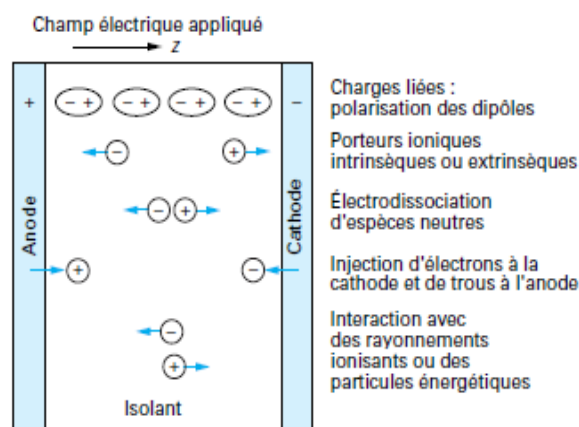 Champ électrique appliqué
z
+
- +
- +
- +
- +
–
Charges liées :
polarisation des dipôles
-
+
Porteurs ioniques
intrinsèques ou extrinsèques
- +
Électrodissociation
d'espèces neutres
Anode
Cathode
+
-
Injection d'électrons à la
cathode et de trous à l'anode
-
+
Interaction avec
des rayonnements
ionisants ou des
particules énergétiques
Isolant